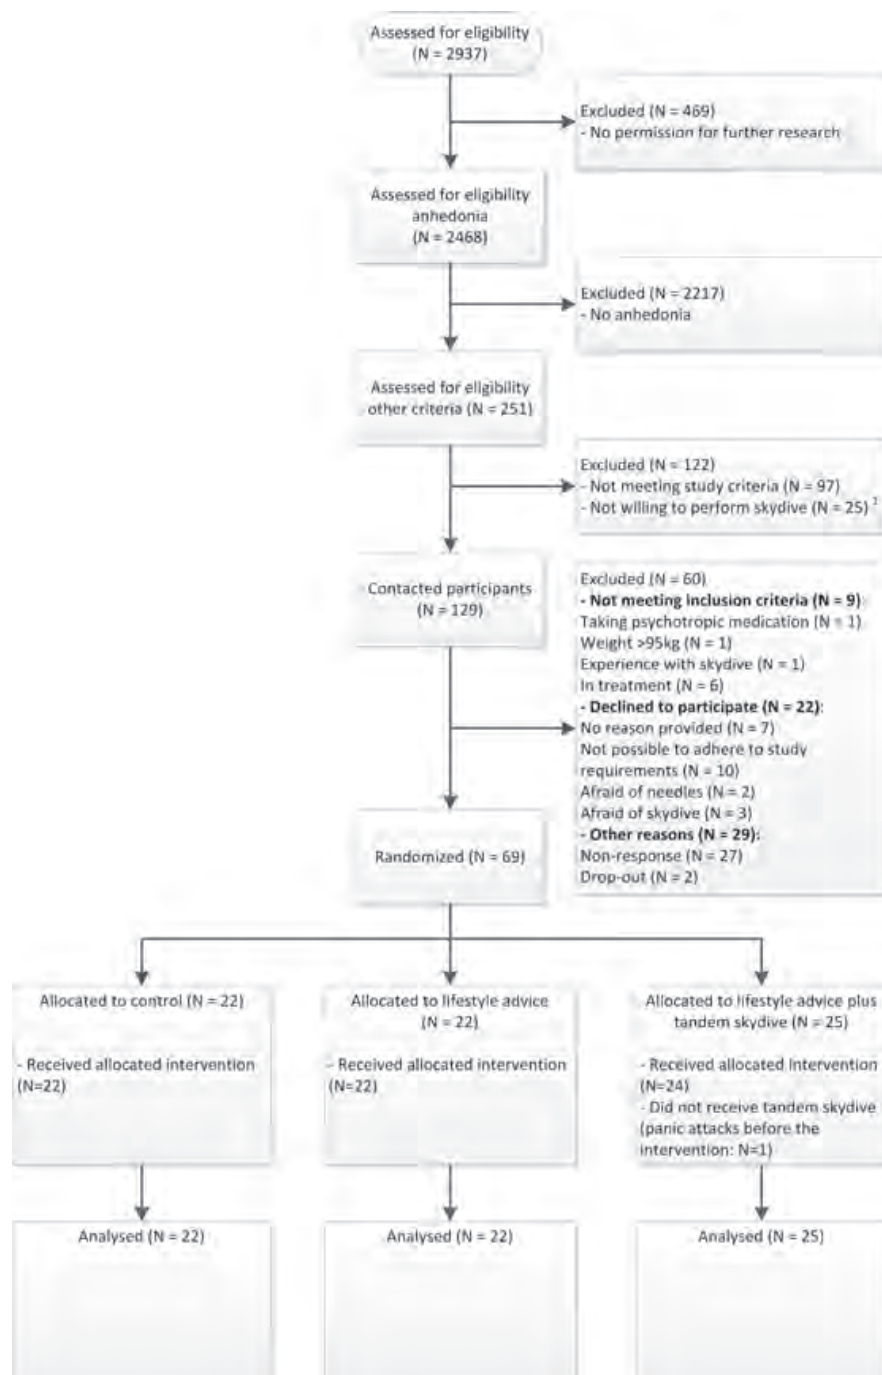 Assessed for eligibility
(N = 2937)
Excluded (N = 469)
- No permission for further research
Assessed for eligibility
anhedonia
(N = 2468)
Excluded (N = 2217)
- No anhedonia
Assessed for eligibility
other criteria (N = 251)
Excluded (N = 122)
- Not meeting study criteria (N = 97)
- Not willing to perform skydive (N = 25)
Contacted participants
(N = 129)
Excluded (N = 60)
- Not meeting inclusion criteria (N = 9):
Taking psychotropic medication (N = 1)
Weight >95kg (N = 1)
Experience with skydive (N = 1)
In treatment (N = 6)
- Declined to participate (N = 22):
No reason provided (N = 7)
Not possible to adhere to study
requirements (N = 10)
Afraid of needles (N = 2)
Afraid of skydive (N = 3)
- Other reasons (N = 29):
Non-response (N = 27)
Drop-out (N = 2)
Randomized (N = 69)
Allocated to control (N = 22)
- Received allocated intervention
(N=22)
Allocated to lifestyle advice
(N = 22)
- Received allocated intervention
(N=22)
Allocated to lifestyle advice plus
tandem skydive (N = 25)
- Received allocated intervention
(N=24)
- Did not receive tandem skydive
(panic attacks before the
intervention: N=1)
Analysed (N = 22)
Analysed (N = 22)
Analysed (N = 25)